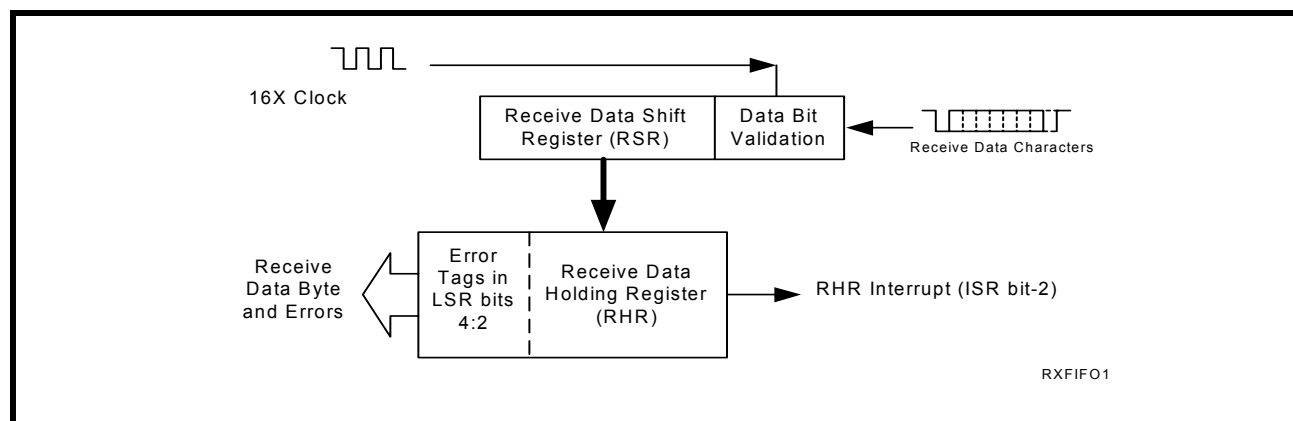 16X Clock
Receive Data Shift
Register (RSR)
Data Bit
Validation
Receive Data Characters
Receive
Data Byte
and Errors
Error
Tags in
LSR bits
4:2
Receive Data
Holding Register
(RHR)
RHR Interrupt (ISR bit-2)
RXFIFO1